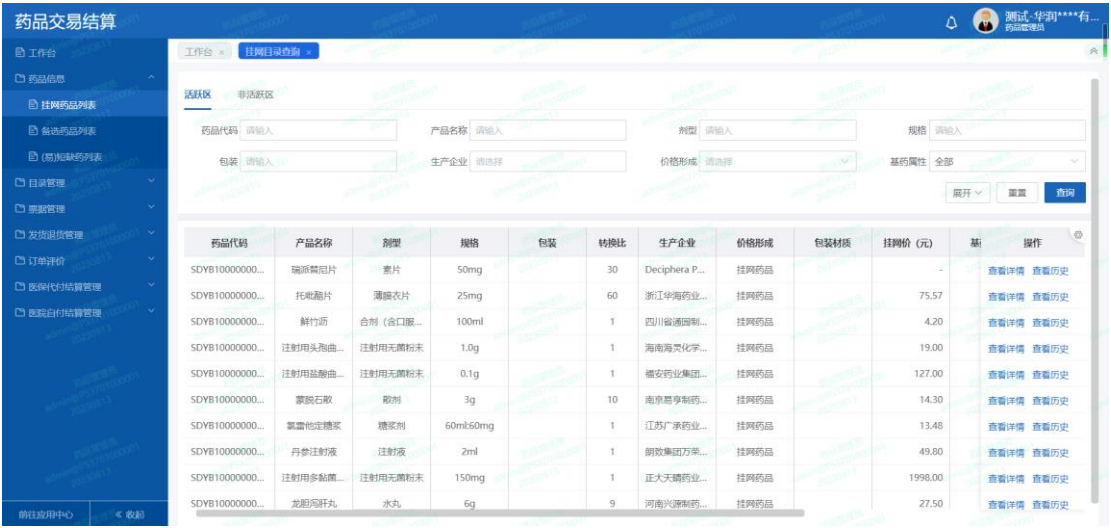 药品交易结算
测试-华润****有...
药品管理员
工作台
药品信息
挂网药品列表
备选药品列表
(易)短缺药列表
目录管理
票据管理
发货退货管理
订单评价
医保代付结算管理
医院自付结算管理
前往应用中心 « 收起
工作台 × 挂网目录查询 ×
活跃区 非活跃区
药品代码 请输入 产品名称 请输入 剂型 请输入 规格 请输入
包装 请输入 生产企业 请选择 价格形成 请选择 基药属性 全部
展开 重置 查询
药品代码 产品名称 剂型 规格 包装 转换比 生产企业 价格形成 包装材质 挂网价 (元) 基 操作
SDYB10000000... 瑞派替尼片 素片 50mg 30 Deciphera P... 挂网药品 - 查看详情 查看历史
SDYB10000000... 托吡酯片 薄膜衣片 25mg 60 浙江华海药业... 挂网药品 75.57 查看详情 查看历史
SDYB10000000... 鲜竹沥 合剂 (含口服... 100ml 1 四川省通园制... 挂网药品 4.20 查看详情 查看历史
SDYB10000000... 注射用头孢曲... 注射用无菌粉末 1.0g 1 海南海灵化学... 挂网药品 19.00 查看详情 查看历史
SDYB10000000... 注射用盐酸曲... 注射用无菌粉末 0.1g 1 福安药业集团... 挂网药品 127.00 查看详情 查看历史
SDYB10000000... 蒙脱石散 散剂 3g 10 南京易亨制药... 挂网药品 14.30 查看详情 查看历史
SDYB10000000... 氯雷他定糖浆 糖浆剂 60ml:60mg 1 江苏广承药业... 挂网药品 13.48 查看详情 查看历史
SDYB10000000... 丹参注射液 注射液 2ml 1 朗致集团万荣... 挂网药品 49.80 查看详情 查看历史
SDYB10000000... 注射用多黏菌... 注射用无菌粉末 150mg 1 正大天晴药业... 挂网药品 1998.00 查看详情 查看历史
SDYB10000000... 龙胆泻肝丸 水丸 6g 9 河南兴源制药... 挂网药品 27.50 查看详情 查看历史